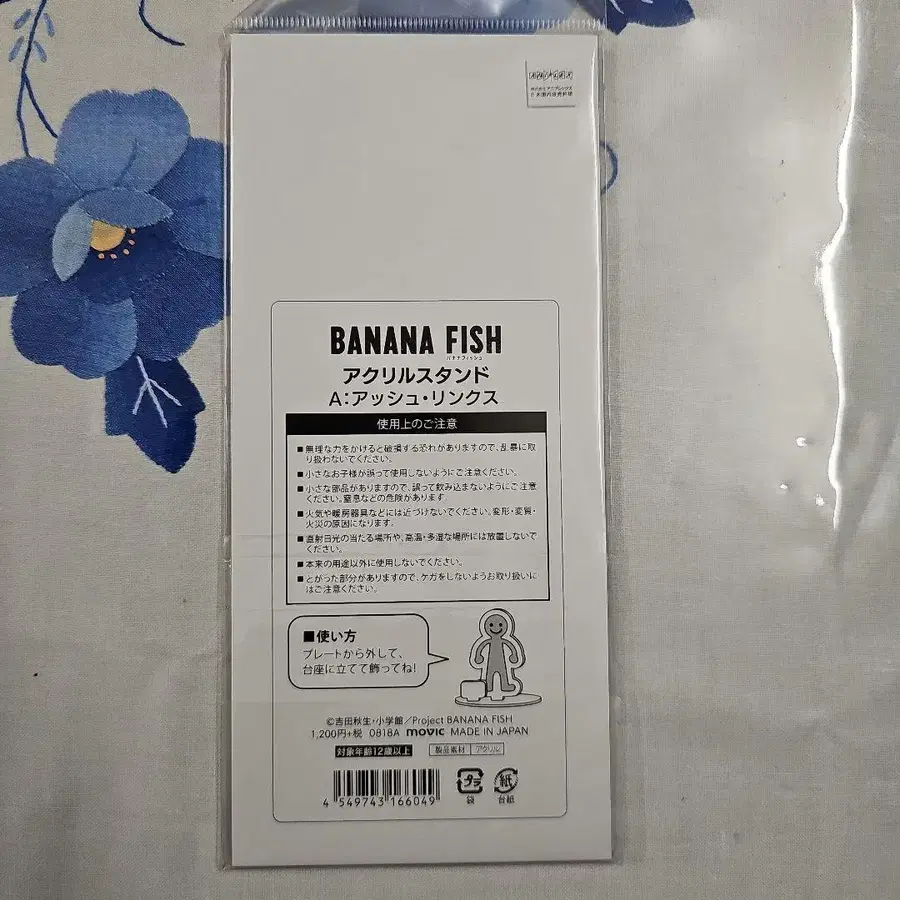 BANANA FISH
バナナフィッシュ
アクリルスタンド
A:アッシュ・リンクス
使用上のご注意
■無理な力をかけると破損する恐れがありますので、乱暴に取
り扱わないでください。
■小さなお子様が誤って使用しないようにご注意ください。
■小さな部品がありますので、誤って飲み込まないようにご注意
ください。窒息などの危険があります。
■火気や暖房器具などには近づけないでください。変形・変質・
火災の原因になります。
■直射日光の当たる場所や、高温・多湿な場所には放置しないで
ください。
■本来の用途以外に使用しないでください。
■とがった部分がありますので、ケガをしないようお取り扱いに
はご注意ください。
■使い方
プレートから外して、
台座に立てて飾ってね!
©吉田秋生・小学館/Project BANANA FISH
1,200円+税 0818A movic MADE IN JAPAN
対象年齢12歳以上 製品素材 アクリル
4 549743 166049
プラ 紙
袋 台紙